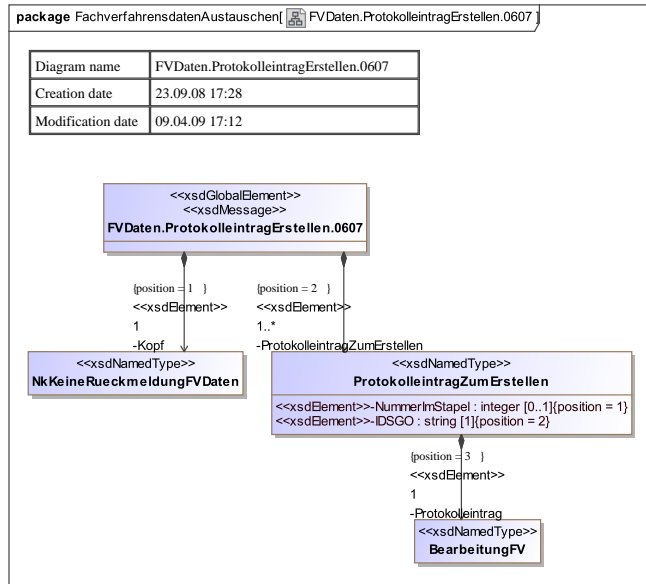 package FachverfahrensdatenAustauschen[ FVDaten.ProtokolleintragErstellen.0607 ]
Diagram name FVDaten.ProtokolleintragErstellen.0607
Creation date 23.09.08 17:28
Modification date 09.04.09 17:12
<<xsdGlobalElement>>
<<xsdMessage>>
FVDaten.ProtokolleintragErstellen.0607
{position = 1 }
<<xsdElement>>
1
-Kopf
{position = 2 }
<<xsdElement>>
1..*
-ProtokolleintragZumErstellen
<<xsdNamedType>>
NkKeineRueckmeldungFVDaten
<<xsdNamedType>>
ProtokolleintragZumErstellen
<<xsdElement>>-NummerImStapel : integer [0..1]{position = 1}
<<xsdElement>>-IDSGO : string [1]{position = 2}
{position = 3 }
<<xsdElement>>
1
-Protokolleintrag
<<xsdNamedType>>
BearbeitungFV